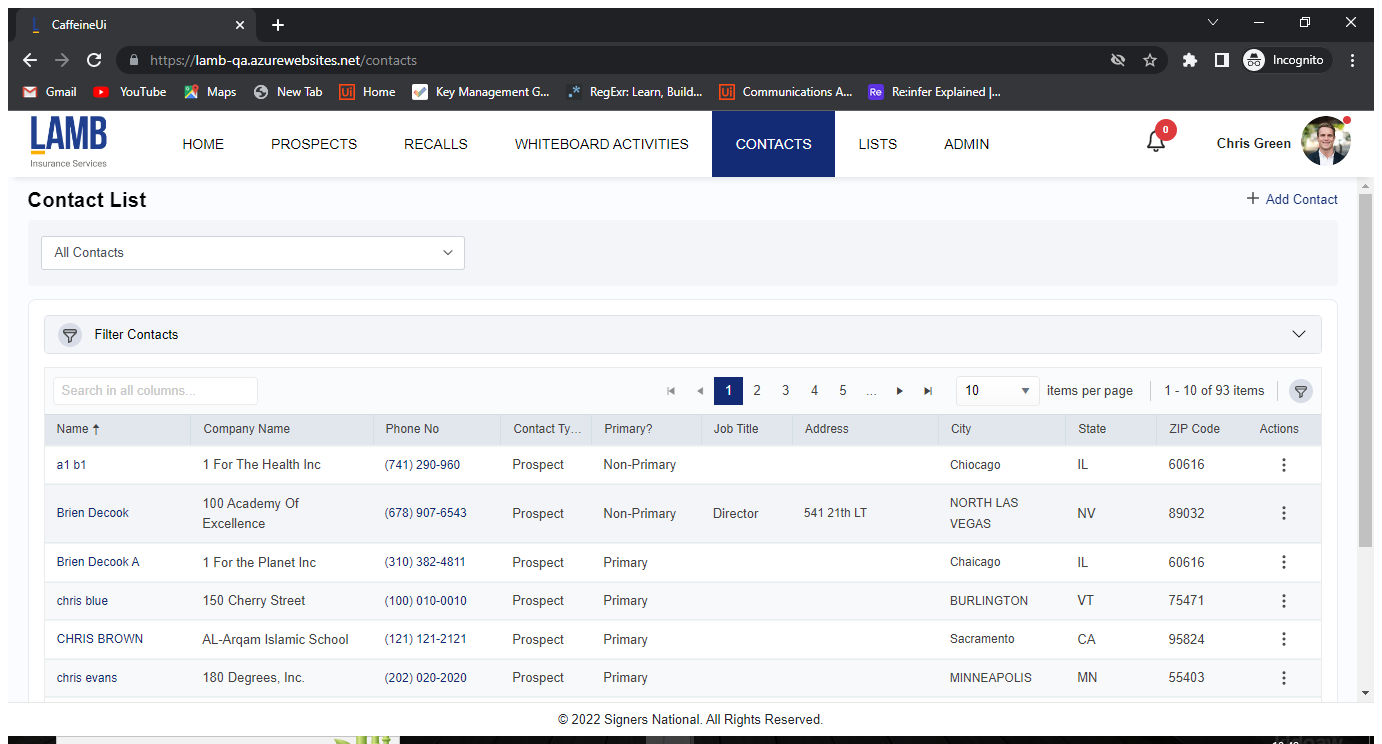 CaffeineUi
https://lamb-qa.azurewebsites.net/contacts
Incognito
Gmail YouTube Maps New Tab Ui Home Key Management G... .* RegExr: Learn, Build... Ui Communications A... Re Re:infer Explained |...
LAMB
Insurance Services
HOME PROSPECTS RECALLS WHITEBOARD ACTIVITIES CONTACTS LISTS ADMIN 0 Chris Green
Contact List + Add Contact
All Contacts
Filter Contacts
Search in all columns... 1 2 3 4 5 ... 10 items per page 1 - 10 of 93 items
Name Company Name Phone No Contact Ty... Primary? Job Title Address City State ZIP Code Actions
a1 b1 1 For The Health Inc (741) 290-960 Prospect Non-Primary Chiocago IL 60616
Brien Decook 100 Academy Of Excellence (678) 907-6543 Prospect Non-Primary Director 541 21th LT NORTH LAS VEGAS NV 89032
Brien Decook A 1 For the Planet Inc (310) 382-4811 Prospect Primary Chaicago IL 60616
chris blue 150 Cherry Street (100) 010-0010 Prospect Primary BURLINGTON VT 75471
CHRIS BROWN AL-Arqam Islamic School (121) 121-2121 Prospect Primary Sacramento CA 95824
chris evans 180 Degrees, Inc. (202) 020-2020 Prospect Primary MINNEAPOLIS MN 55403
© 2022 Signers National. All Rights Reserved.